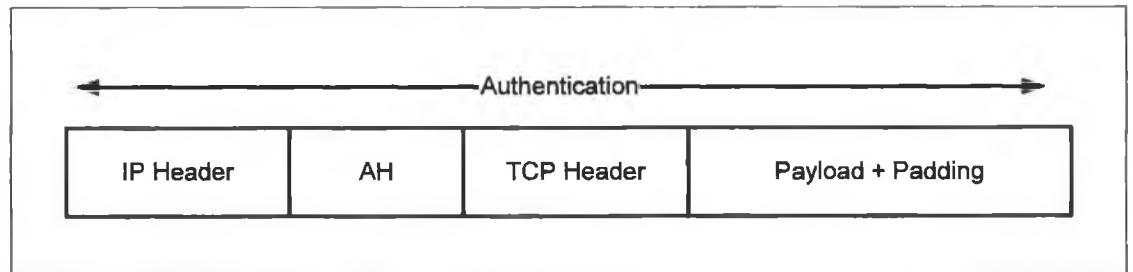 Authentication
IP Header AH TCP Header Payload + Padding